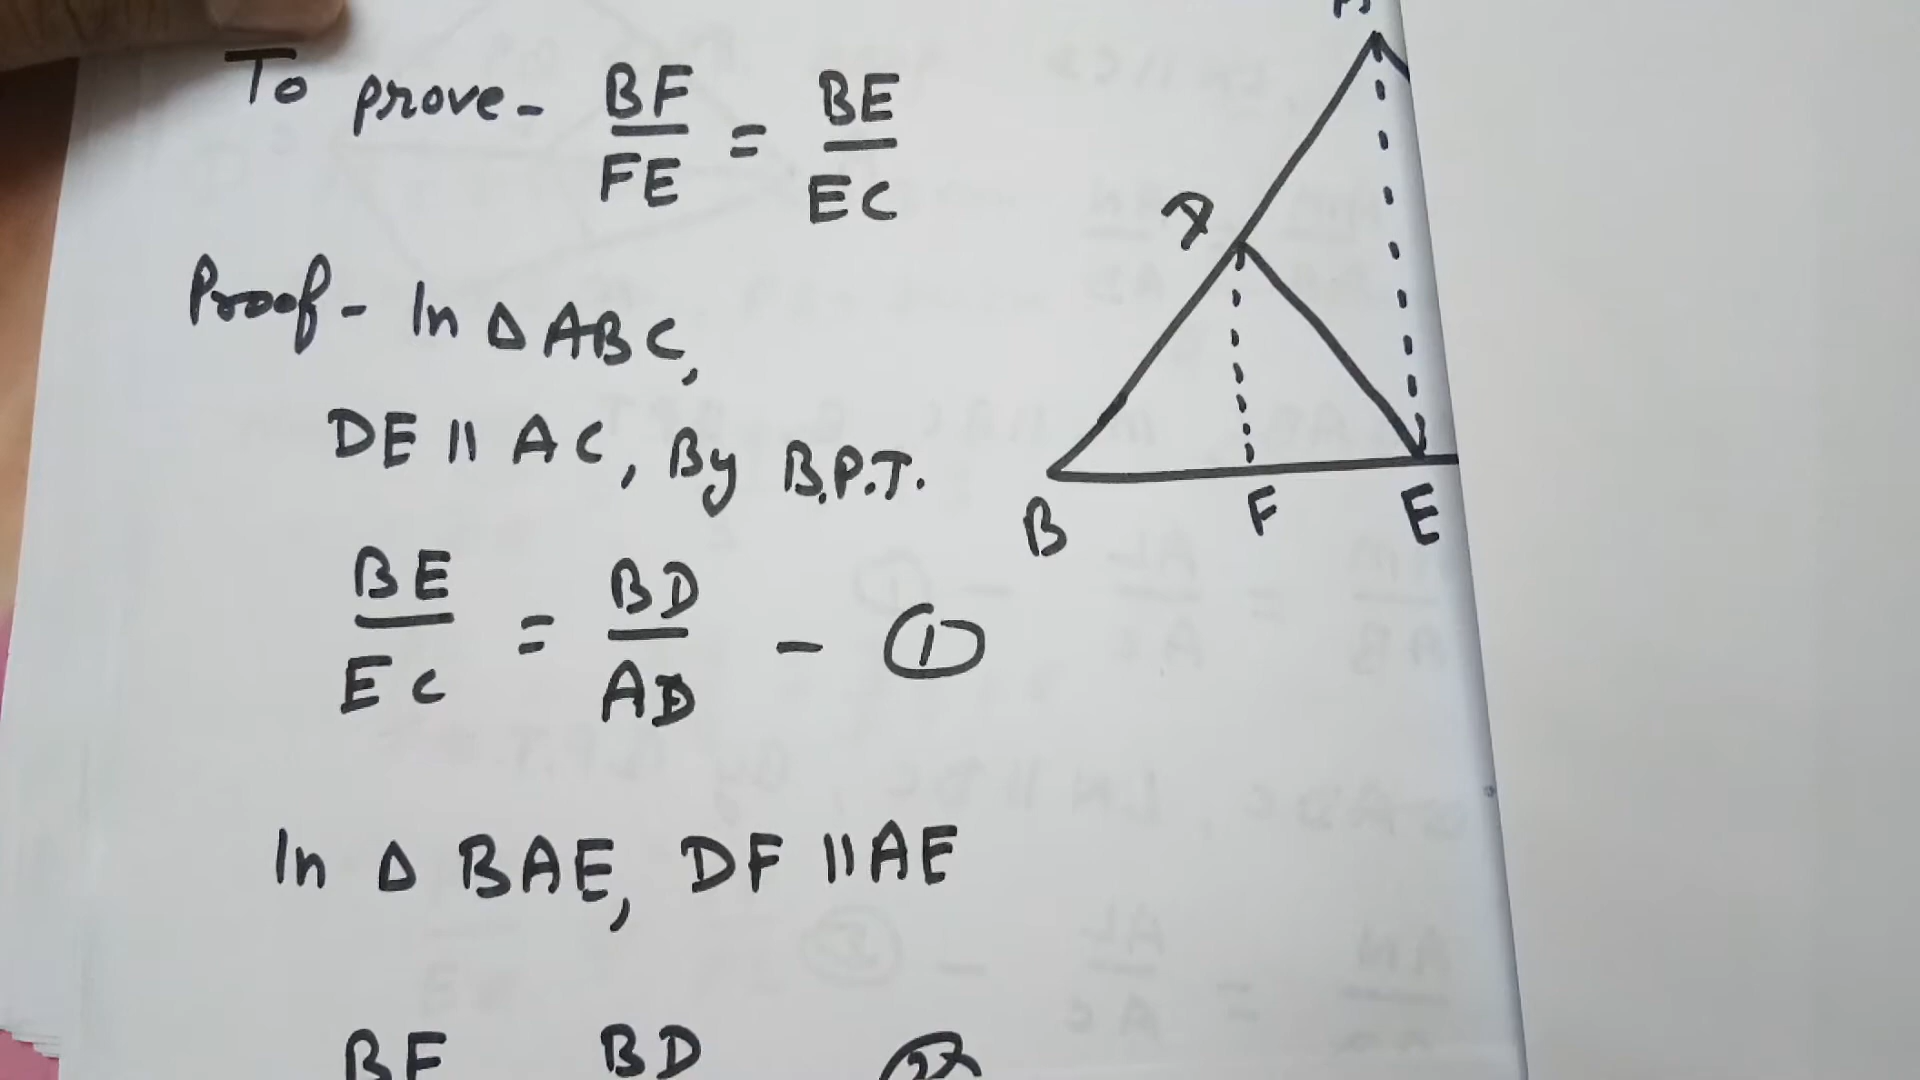 To prove- BF/FE = BE/EC
Proof- In Δ ABC,
DE || AC, By B.P.T.
BE/EC = BD/AD - ①
In Δ BAE, DF || AE
BF BD ②
D
B F E